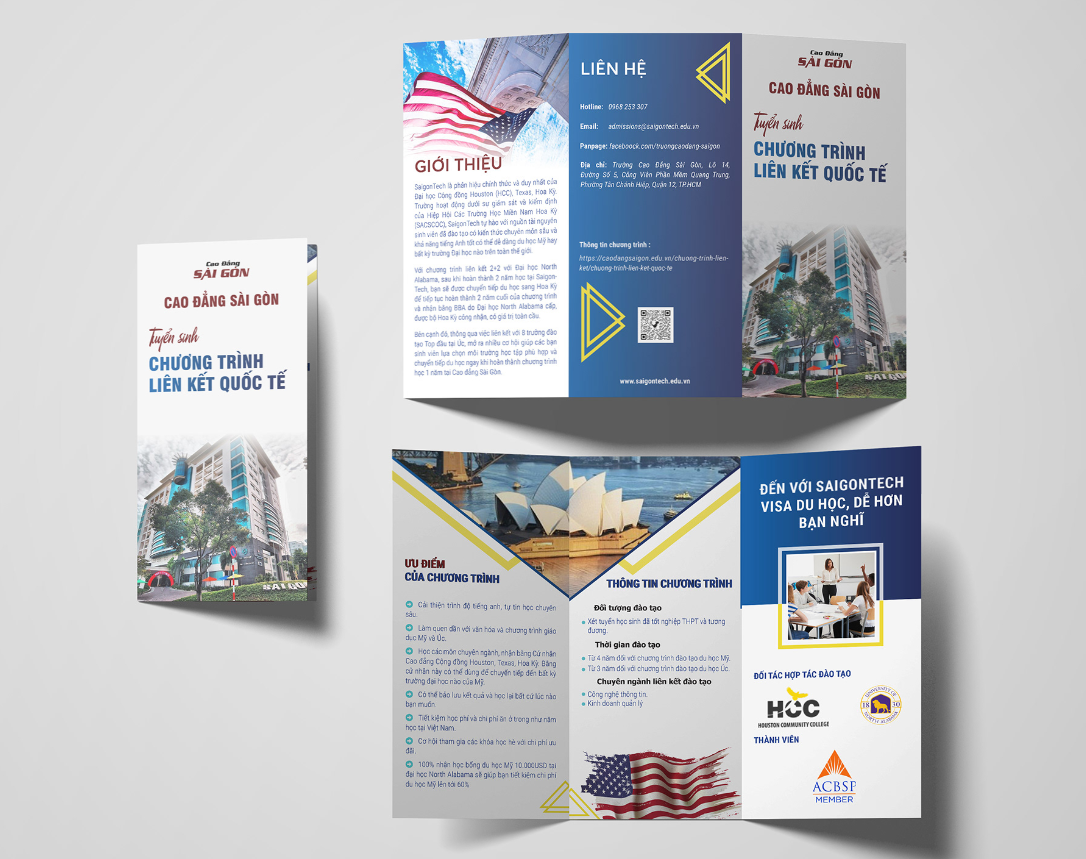 Cao Đẳng
SÀI GÒN
CAO ĐẲNG SÀI GÒN
Tuyển sinh
CHƯƠNG TRÌNH
LIÊN KẾT QUỐC TẾ
SAIGON
GIỚI THIỆU
SaigonTech là phân hiệu chính thức và duy nhất của
Đại học Cộng đồng Houston (HCC), Texas, Hoa Kỳ.
Trường hoạt động dưới sự giám sát và kiểm định
của Hiệp Hội Các Trường Học Miền Nam Hoa Kỳ
(SACSCOC), SaigonTech tự hào với nguồn tài nguyên
sinh viên đã đào tạo có kiến thức chuyên môn sâu và
khả năng tiếng Anh tốt có thể dễ dàng du học Mỹ hay
bất kỳ trường Đại học nào trên toàn thế giới.
Với chương trình liên kết 2+2 với Đại học North
Alabama, sau khi hoàn thành 2 năm học tại Saigon-
Tech, bạn sẽ được chuyển tiếp du học sang Hoa Kỳ
để tiếp tục hoàn thành 2 năm cuối của chương trình
và nhận bằng BBA do Đại học North Alabama cấp,
được bộ Hoa Kỳ công nhận, có giá trị toàn cầu.
Bên cạnh đó, thông qua việc liên kết với 8 trường đào
tạo Top đầu tại Úc, mở ra nhiều cơ hội giúp các bạn
sinh viên lựa chọn môi trường học tập phù hợp và
chuyển tiếp du học ngay khi hoàn thành chương trình
học 1 năm tại Cao đẳng Sài Gòn.
LIÊN HỆ
Hotline: 0968 253 307
Email: admissions@saigontech.edu.vn
Panpage: faceboock.com/truongcaodang-saigon
Địa chỉ: Trường Cao Đẳng Sài Gòn, Lô 14,
Đường Số 5, Công Viên Phần Mềm Quang Trung,
Phường Tân Chánh Hiệp, Quận 12, TP.HCM
Thông tin chương trình :
https://caodangsaigon.edu.vn/chuong-trinh-lien-
ket/chuong-trinh-lien-ket-quoc-te
www.saigontech.edu.vn
Cao Đẳng
SÀI GÒN
CAO ĐẲNG SÀI GÒN
Tuyển sinh
CHƯƠNG TRÌNH
LIÊN KẾT QUỐC TẾ
SAIGON
ƯU ĐIỂM
CỦA CHƯƠNG TRÌNH
Cải thiện trình độ tiếng anh, tự tin học chuyên
sâu.
Làm quen dần với văn hóa và chương trình giáo
dục Mỹ và Úc.
Học các môn chuyên ngành, nhận bằng Cử nhân
Cao đẳng Cộng đồng Houston, Texas, Hoa Kỳ. Bằng
cử nhân này có thể dùng để chuyển tiếp đến bất kỳ
trường đại học nào của Mỹ.
Có thể bảo lưu kết quả và học lại bất cứ lúc nào
bạn muốn
Tiết kiệm học phí và chi phí ăn ở trong như năm
học tại Việt Nam.
Cơ hội tham gia các khóa học hè với chi phí ưu
đãi.
100% nhận học bổng du học Mỹ 10.000USD tại
đại học North Alabama sẽ giúp bạn tiết kiệm chi phí
du học Mỹ lên tới 60%
THÔNG TIN CHƯƠNG TRÌNH
Đối tượng đào tạo
Xét tuyển học sinh đã tốt nghiệp THPT và tương
đương.
Thời gian đào tạo
Từ 4 năm đối với chương trình đào tạo du học Mỹ.
Từ 3 năm đối với chương trình đào tạo du học Úc.
Chuyên ngành liên kết đào tạo
Công nghệ thông tin.
Kinh doanh quản lý
ĐẾN VỚI SAIGONTECH
VISA DU HỌC, DỄ HƠN
BẠN NGHĨ
ĐỐI TÁC HỢP TÁC ĐÀO TẠO
HCC
HOUSTON COMMUNITY COLLEGE
UNIVERSITY OF
18 30
NORTH ALABAMA
THÀNH VIÊN
ACBSP
MEMBER